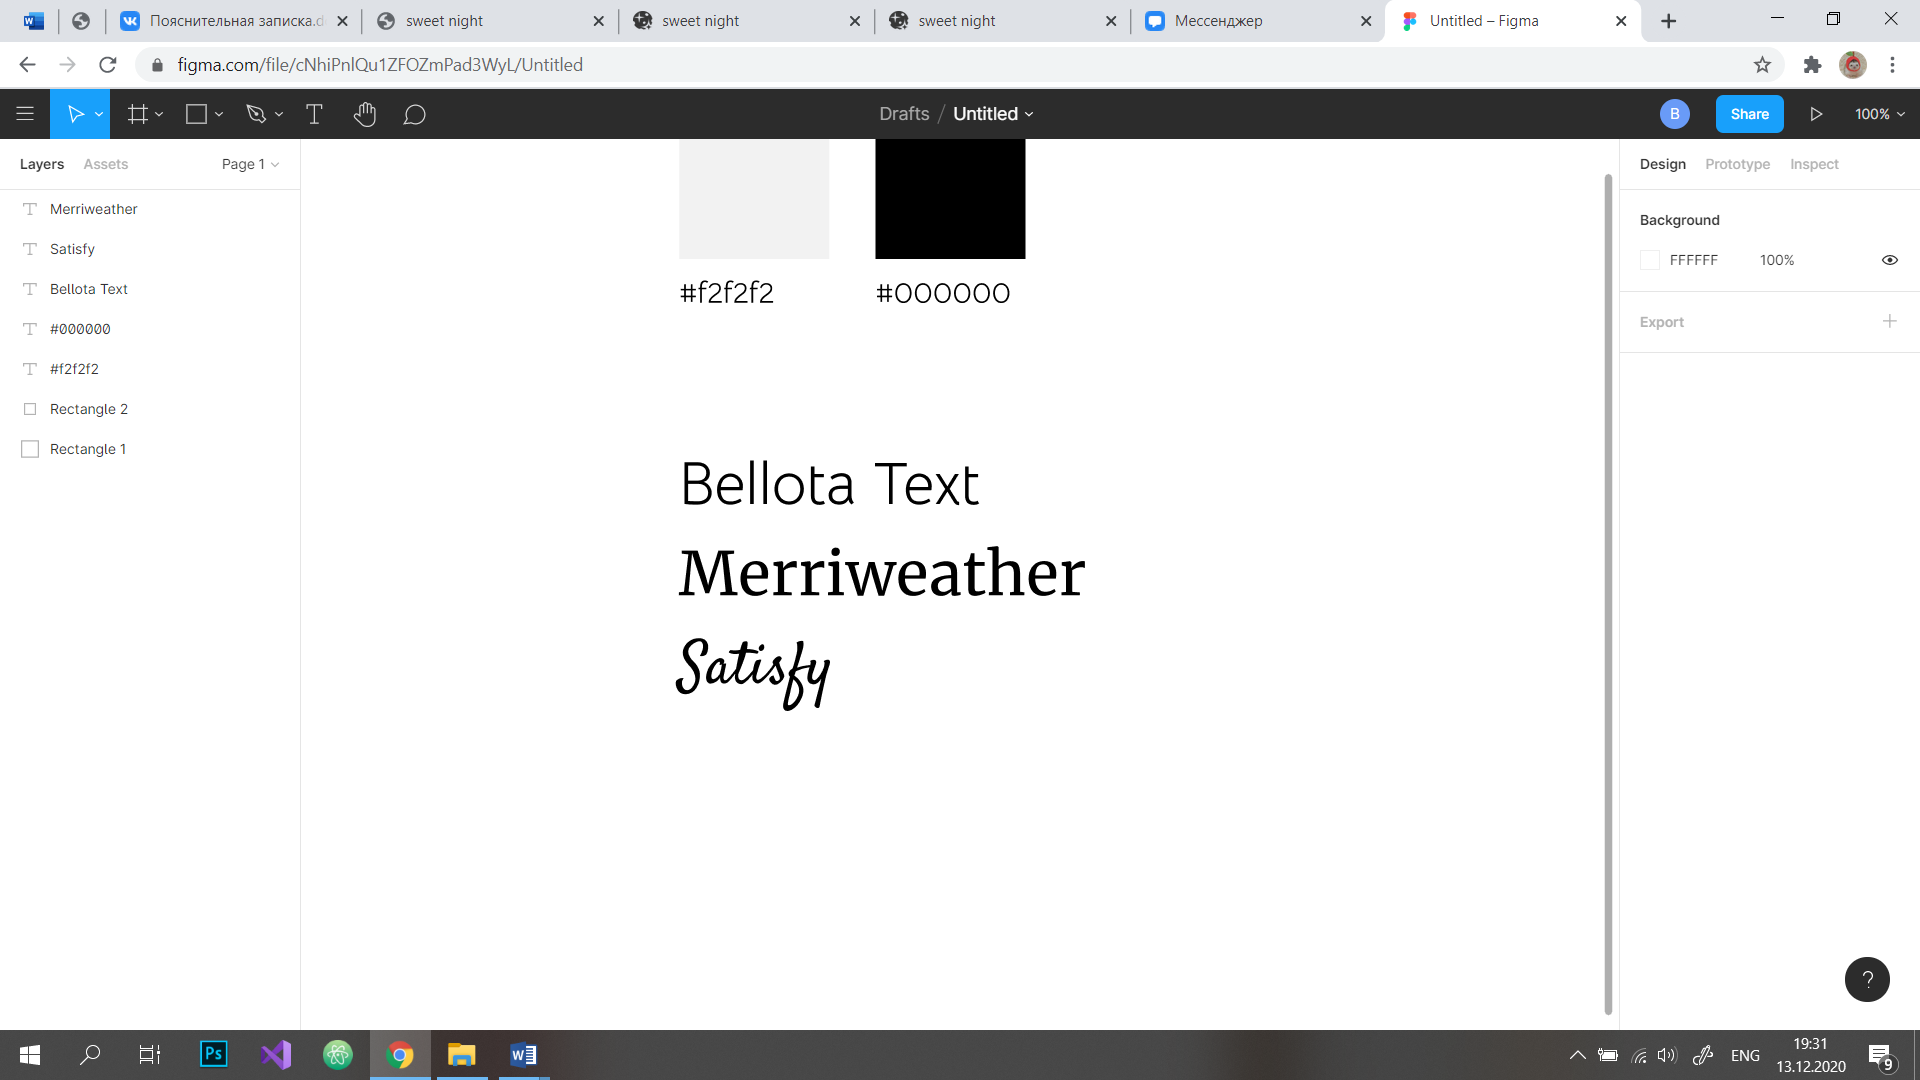 Пояснительная записка.d
sweet night
sweet night
sweet night
Мессенджер
Untitled – Figma
figma.com/file/cNhiPnlQu1ZFOZmPad3WyL/Untitled
Drafts / Untitled
B
Share
100%
Layers
Assets
Page 1
Merriweather
Satisfy
Bellota Text
#000000
#f2f2f2
Rectangle 2
Rectangle 1
#f2f2f2
#000000
Bellota Text
Merriweather
Satisfy
Design
Prototype
Inspect
Background
FFFFFF
100%
Export
?
Ps
ENG
19:31
13.12.2020
9